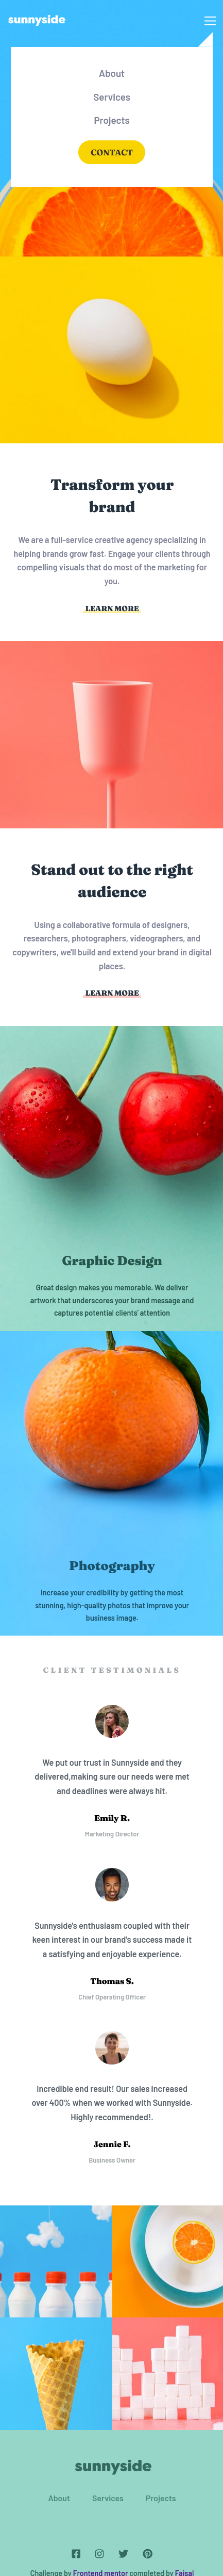 sunnyside
About
Services
Projects
CONTACT
Transform your
brand
We are a full-service creative agency specializing in
helping brands grow fast. Engage your clients through
compelling visuals that do most of the marketing for
you.
LEARN MORE
Stand out to the right
audience
Using a collaborative formula of designers,
researchers, photographers, videographers, and
copywriters, we'll build and extend your brand in digital
places.
LEARN MORE
Graphic Design
Great design makes you memorable. We deliver
artwork that underscores your brand message and
captures potential clients' attention
Photography
Increase your credibility by getting the most
stunning, high-quality photos that improve your
business image.
CLIENT TESTIMONIALS
We put our trust in Sunnyside and they
delivered,making sure our needs were met
and deadlines were always hit.
Emily R.
Marketing Director
Sunnyside's enthusiasm coupled with their
keen interest in our brand's success made it
a satisfying and enjoyable experience.
Thomas S.
Chief Operating Officer
Incredible end result! Our sales increased
over 400% when we worked with Sunnyside.
Highly recommended!.
Jennie F.
Business Owner
sunnyside
About Services Projects
Challenge by Frontend mentor completed by Faisal